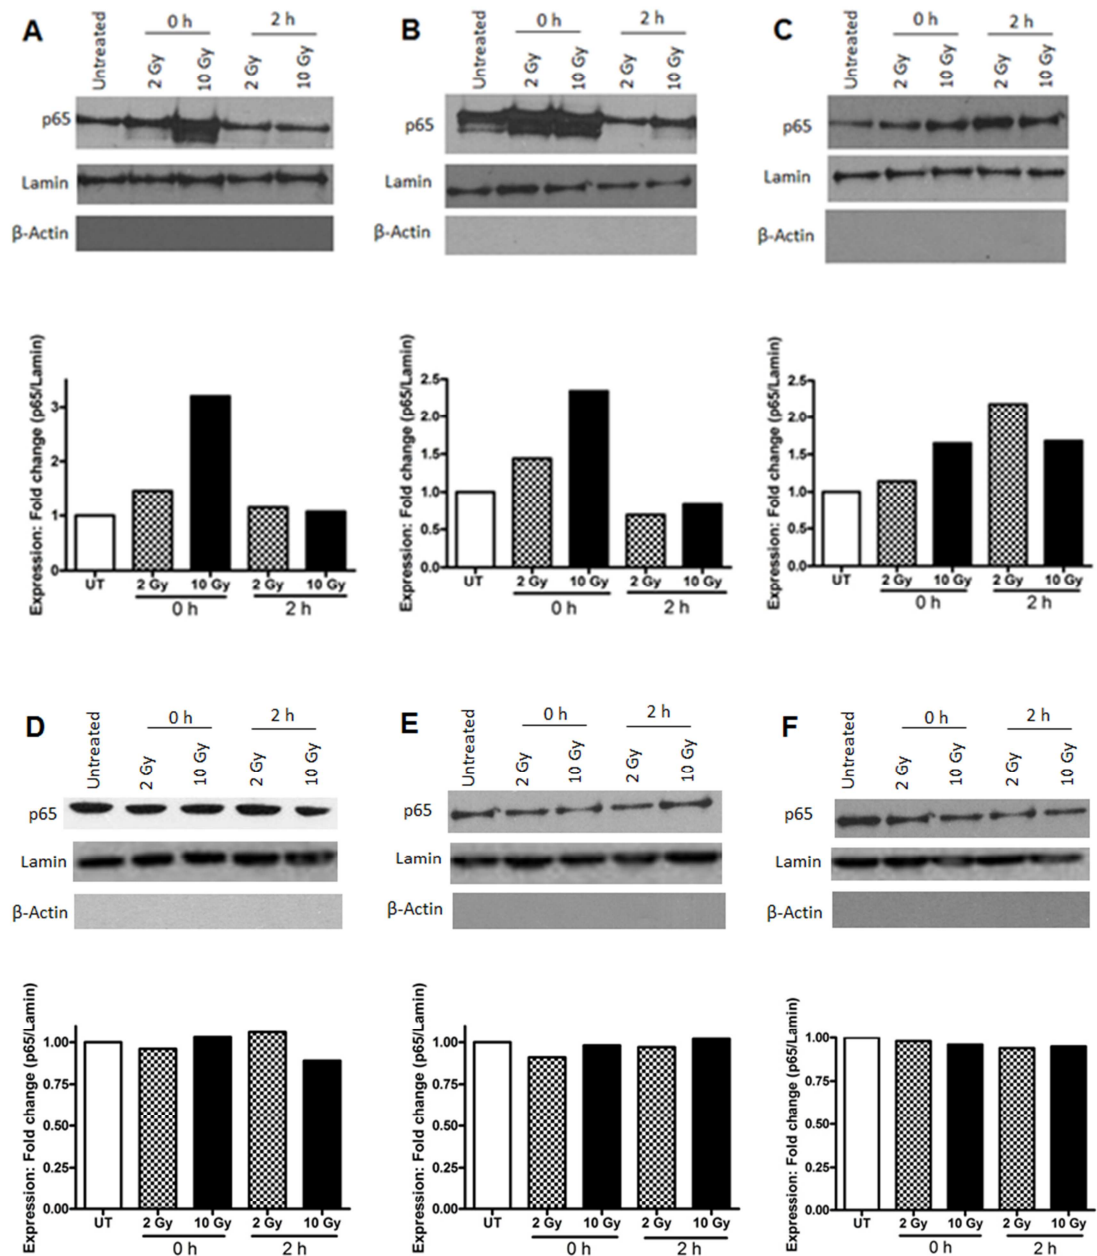 A
Untreated
0 h
2 Gy
10 Gy
2 h
2 Gy
10 Gy
p65
Lamin
β-Actin
Expression: Fold change (p65/Lamin)
3
2
1
0
UT
2 Gy
10 Gy
2 Gy
10 Gy
0 h
2 h
B
Untreated
0 h
2 Gy
10 Gy
2 h
2 Gy
10 Gy
p65
Lamin
β-Actin
Expression: Fold change (p65/Lamin)
2.5
2.0
1.5
1.0
0.5
0.0
UT
2 Gy
10 Gy
2 Gy
10 Gy
0 h
2 h
C
Untreated
0 h
2 Gy
10 Gy
2 h
2 Gy
10 Gy
p65
Lamin
β-Actin
Expression: Fold change (p65/Lamin)
2.5
2.0
1.5
1.0
0.5
0.0
UT
2 Gy
10 Gy
2 Gy
10 Gy
0 h
2 h
D
Untreated
0 h
2 Gy
10 Gy
2 h
2 Gy
10 Gy
p65
Lamin
β-Actin
Expression: Fold change (p65/Lamin)
1.00
0.75
0.50
0.25
0.00
UT
2 Gy
10 Gy
2 Gy
10 Gy
0 h
2 h
E
Untreated
0 h
2 Gy
10 Gy
2 h
2 Gy
10 Gy
p65
Lamin
β-Actin
Expression: Fold change (p65/Lamin)
1.00
0.75
0.50
0.25
0.00
UT
2 Gy
10 Gy
2 Gy
10 Gy
0 h
2 h
F
Untreated
0 h
2 Gy
10 Gy
2 h
2 Gy
10 Gy
p65
Lamin
β-Actin
Expression: Fold change (p65/Lamin)
1.00
0.75
0.50
0.25
0.00
UT
2 Gy
10 Gy
2 Gy
10 Gy
0 h
2 h